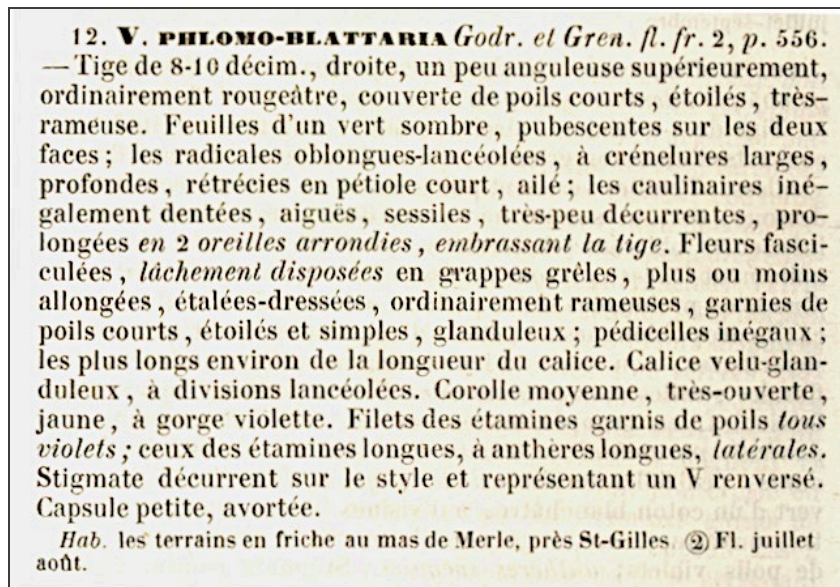 12. V. PHLOMO-BLATTARIA Godr. et Gren. fl. fr. 2, p. 556.
— Tige de 8-10 décim., droite, un peu anguleuse supérieurement,
ordinairement rougeâtre, couverte de poils courts, étoilés, très-
rameuse. Feuilles d'un vert sombre, pubescentes sur les deux
faces; les radicales oblongues-lancéolées, à crénelures larges,
profondes, rétrécies en pétiole court, ailé; les caulinaires iné-
galement dentées, aiguës, sessiles, très-peu décurrentes, pro-
longées en 2 oreilles arrondies, embrassant la tige. Fleurs fasci-
culées, lâchement disposées en grappes grêles, plus ou moins
allongées, étalées-dressées, ordinairement rameuses, garnies de
poils courts, étoilés et simples, glanduleux; pédicelles inégaux;
les plus longs environ de la longueur du calice. Calice velu-glan-
duleux, à divisions lancéolées. Corolle moyenne, très-ouverte,
jaune, à gorge violette. Filets des étamines garnis de poils tous
violets; ceux des étamines longues, à anthères longues, latérales.
Stigmate décurrent sur le style et représentant un V renversé.
Capsule petite, avortée.
Hab. les terrains en friche au mas de Merle, près St-Gilles. ② Fl. juillet
août.